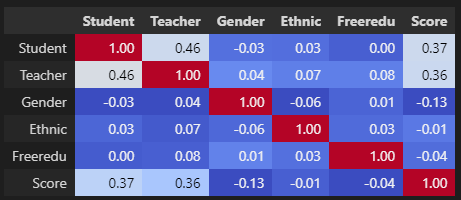 Student Teacher Gender Ethnic Freeredu Score
Student 1.00 0.46 -0.03 0.03 0.00 0.37
Teacher 0.46 1.00 0.04 0.07 0.08 0.36
Gender -0.03 0.04 1.00 -0.06 0.01 -0.13
Ethnic 0.03 0.07 -0.06 1.00 0.03 -0.01
Freeredu 0.00 0.08 0.01 0.03 1.00 -0.04
Score 0.37 0.36 -0.13 -0.01 -0.04 1.00